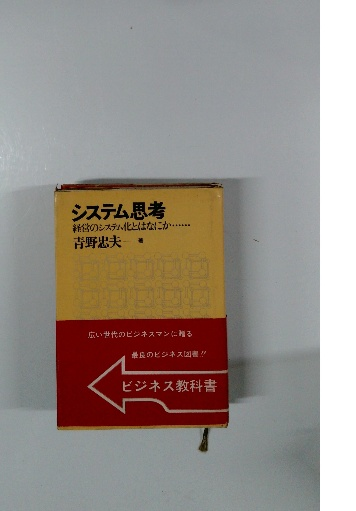 システム思考
経営のシステム化とはなにか……
青野忠夫 著
広い世代のビジネスマンに贈る
最良のビジネス図書!!
ビジネス教科書